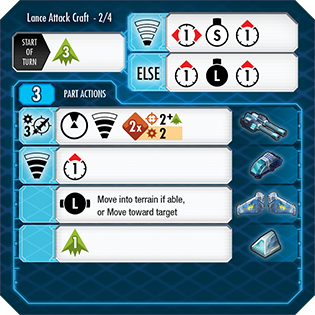 Lance Attack Craft - 2/4
START OF TURN
3
1 S 1
ELSE
1 L 1
3 PART ACTIONS
3 2x 2+
2
1
L Move into terrain if able,
or Move toward target
1